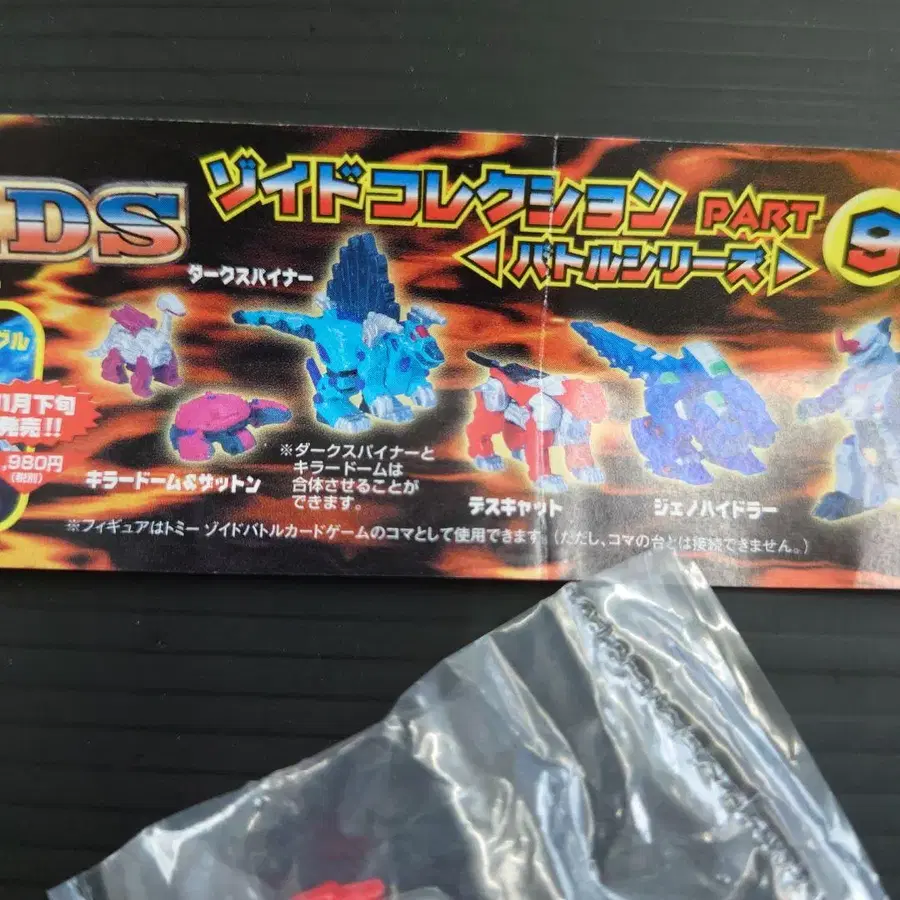 DS
ゾイドコレクション PART 9
◀バトルシリーズ▶
ダークスパイナー
グル
11月下旬
発売!!
,980円
(税別)
キラードーム&サットン
※ダークスパイナーと
キラードームは
合体させることが
できます。
デスキャット
ジェノハイドラー
※フィギュアはトミー ゾイドバトルカードゲームのコマとして使用できます。(ただし、コマの台とは接続できません。)